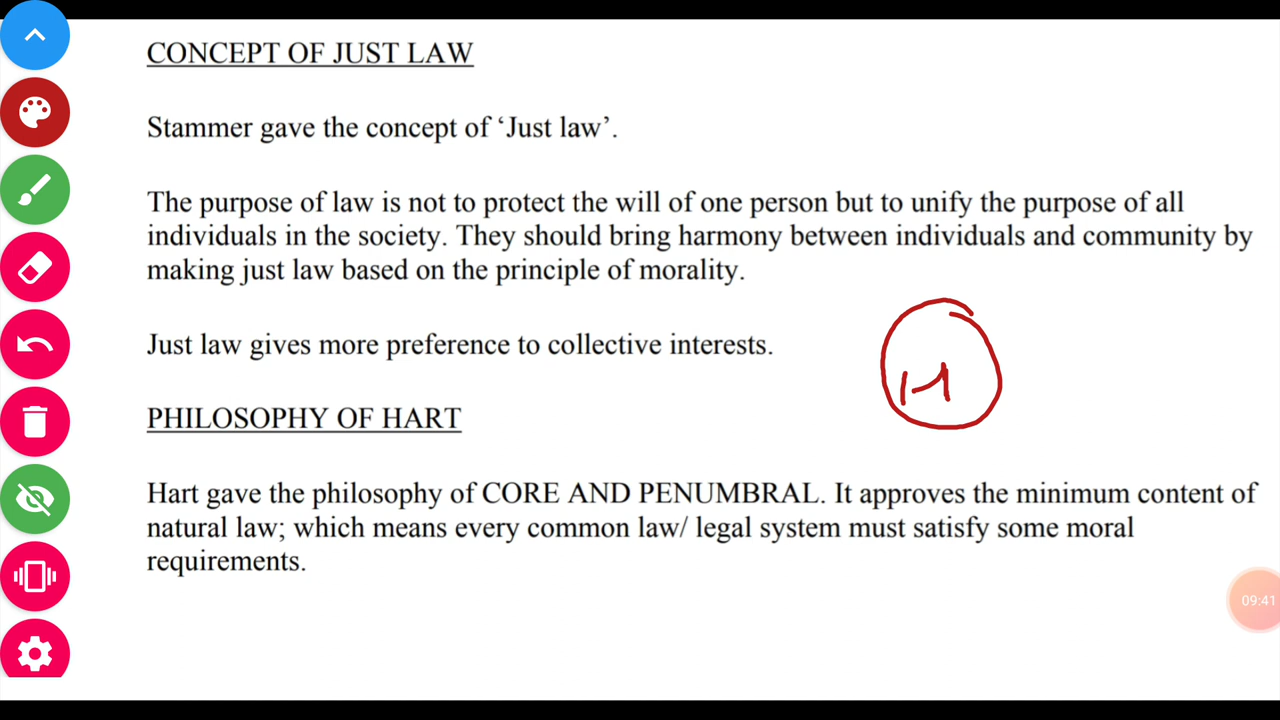 CONCEPT OF JUST LAW
Stammer gave the concept of ‘Just law’.
The purpose of law is not to protect the will of one person but to unify the purpose of all
individuals in the society. They should bring harmony between individuals and community by
making just law based on the principle of morality.
Just law gives more preference to collective interests.
H
PHILOSOPHY OF HART
Hart gave the philosophy of CORE AND PENUMBRAL. It approves the minimum content of
natural law; which means every common law/ legal system must satisfy some moral
requirements.
09:41